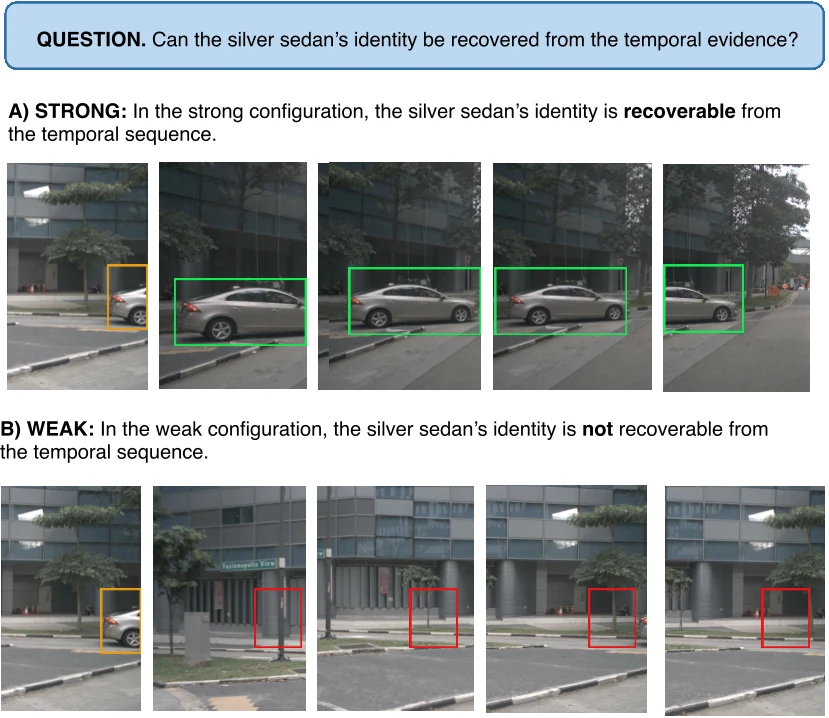 QUESTION. Can the silver sedan’s identity be recovered from the temporal evidence?
A) STRONG: In the strong configuration, the silver sedan’s identity is recoverable from
the temporal sequence.
B) WEAK: In the weak configuration, the silver sedan’s identity is not recoverable from
the temporal sequence.
Fusionopolis View